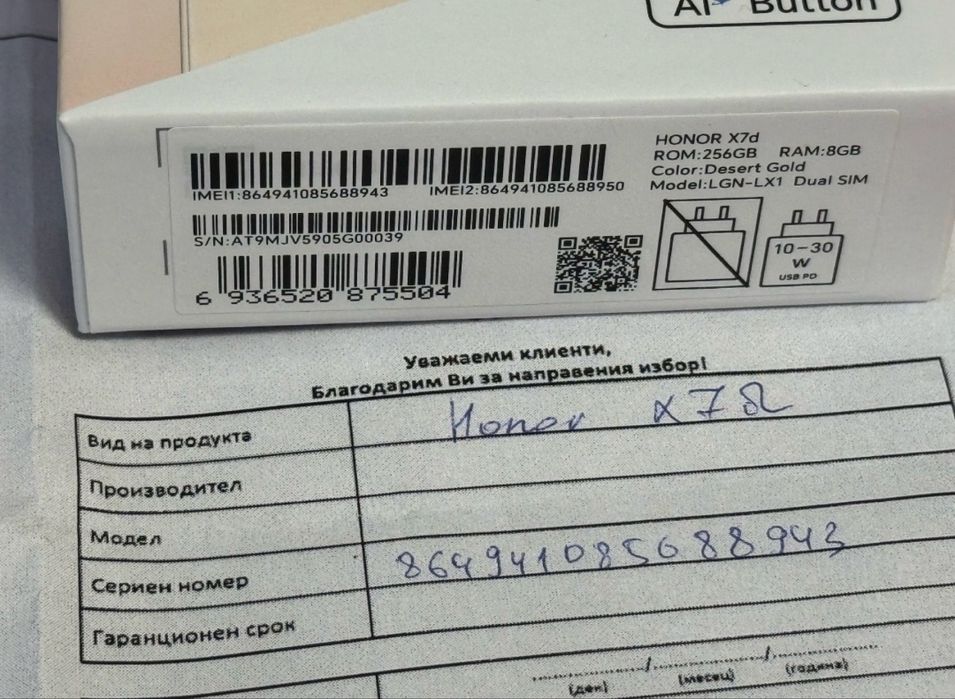 AI Button
IMEI1:864941085688943 IMEI2:864941085688950
S/N:AT9MJV5905G00039
6 936520 875504
HONOR X7d
ROM:256GB RAM:8GB
Color:Desert Gold
Model:LGN-LX1 Dual SIM
10–30
W
USB PD
Уважаеми клиенти,
Благодарим Ви за направения избор!
Вид на продукта Honor X7d
Производител
Модел
Сериен номер 864941085688943
Гаранционен срок
................/................/................
(ден) (месец) (година)